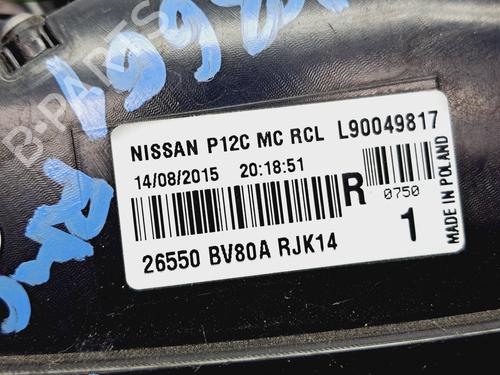 NISSAN P12C MC RCL L90049817
14/08/2015 20:18:51
R
0750
1
26550 BV80A RJK14
MADE IN POLAND
B-PARTS